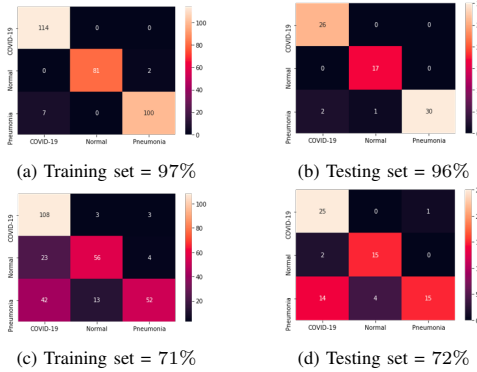 COVID-19 114 0 0 100
Normal 0 81 2 80 60 40
Pneumonia 7 0 100 20 0
COVID-19 Normal Pneumonia
(a) Training set = 97%
COVID-19 26 0 0
Normal 0 17 0
Pneumonia 2 1 30
COVID-19 Normal Pneumonia
(b) Testing set = 96%
COVID-19 108 3 3 100
Normal 23 56 4 80 60
Pneumonia 42 13 52 40 20
COVID-19 Normal Pneumonia
(c) Training set = 71%
COVID-19 25 0 1
Normal 2 15 0
Pneumonia 14 4 15
COVID-19 Normal Pneumonia
(d) Testing set = 72%